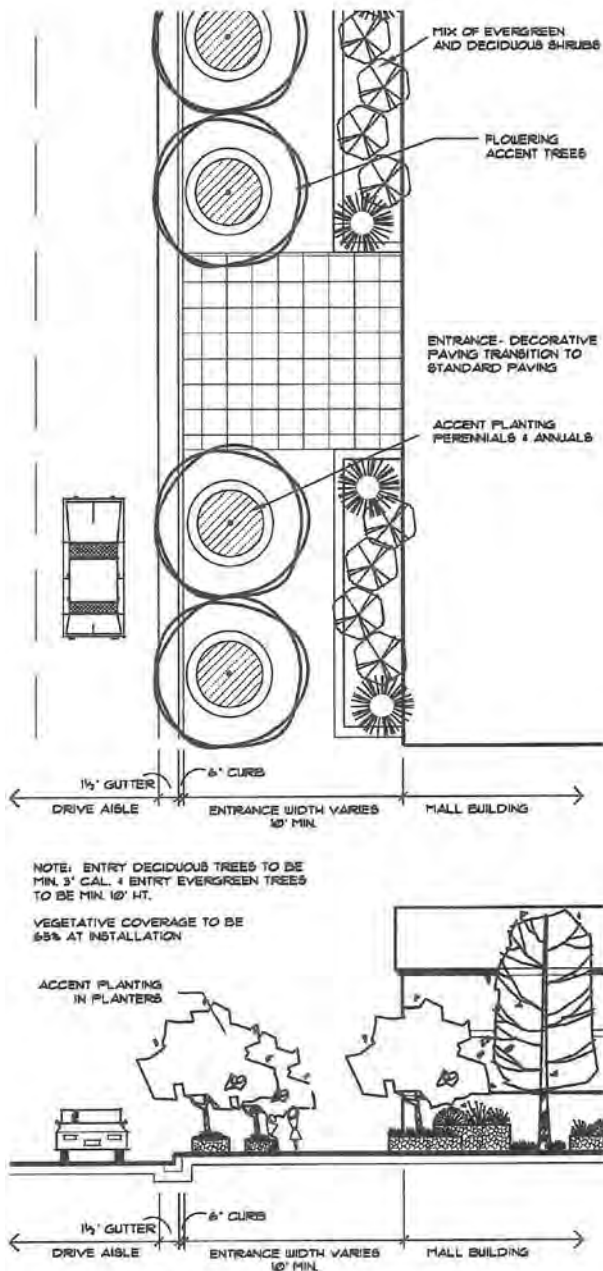 MIX OF EVERGREEN
AND DECIDUOUS SHRUBS
FLOWERING
ACCENT TREES
ENTRANCE- DECORATIVE
PAVING TRANSITION TO
STANDARD PAVING
ACCENT PLANTING
PERENNIALS & ANNUALS
1½' GUTTER
6" CURB
DRIVE AISLE
ENTRANCE WIDTH VARIES
10' MIN.
MALL BUILDING
NOTE: ENTRY DECIDUOUS TREES TO BE
MIN. 3" CAL. & ENTRY EVERGREEN TREES
TO BE MIN. 10' HT.
VEGETATIVE COVERAGE TO BE
65% AT INSTALLATION
ACCENT PLANTING
IN PLANTERS
1½' GUTTER
6" CURB
DRIVE AISLE
ENTRANCE WIDTH VARIES
10' MIN.
MALL BUILDING